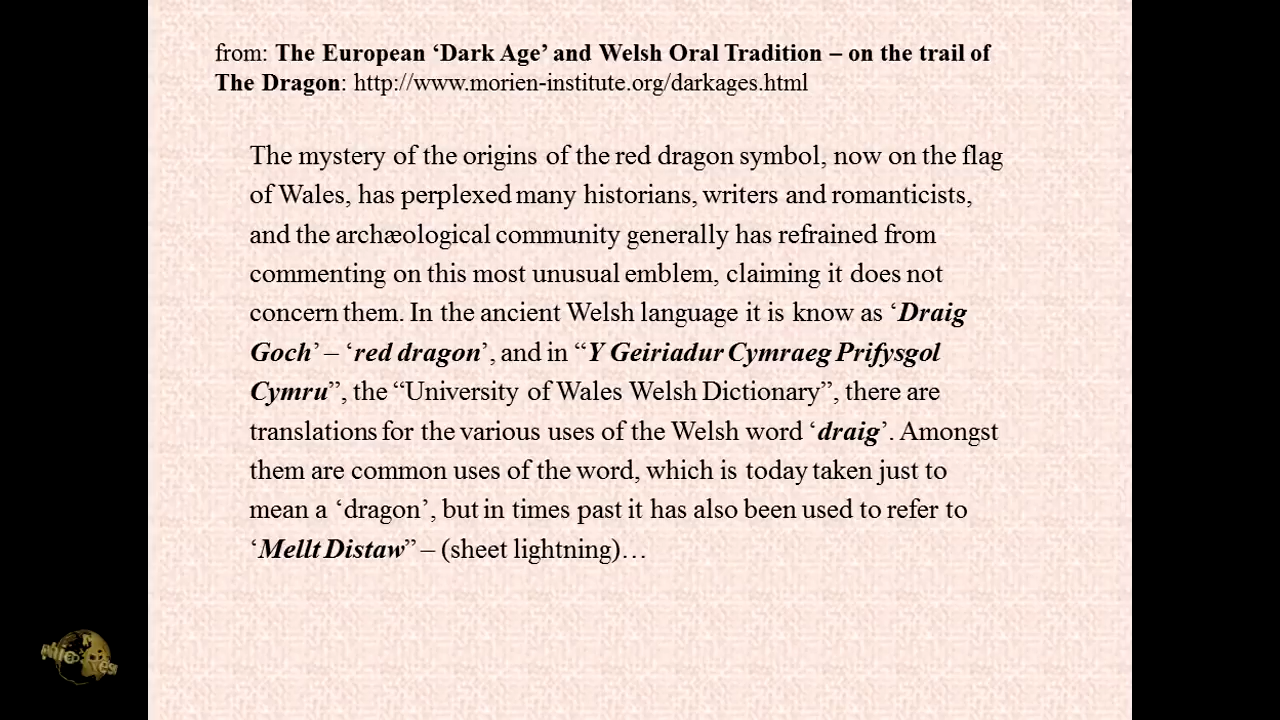 from: The European ‘Dark Age’ and Welsh Oral Tradition – on the trail of
The Dragon: http://www.morien-institute.org/darkages.html
The mystery of the origins of the red dragon symbol, now on the flag
of Wales, has perplexed many historians, writers and romanticists,
and the archæological community generally has refrained from
commenting on this most unusual emblem, claiming it does not
concern them. In the ancient Welsh language it is know as ‘Draig
Goch’ – ‘red dragon’, and in “Y Geiriadur Cymraeg Prifysgol
Cymru”, the “University of Wales Welsh Dictionary”, there are
translations for the various uses of the Welsh word ‘draig’. Amongst
them are common uses of the word, which is today taken just to
mean a ‘dragon’, but in times past it has also been used to refer to
‘Mellt Distaw” – (sheet lightning)…